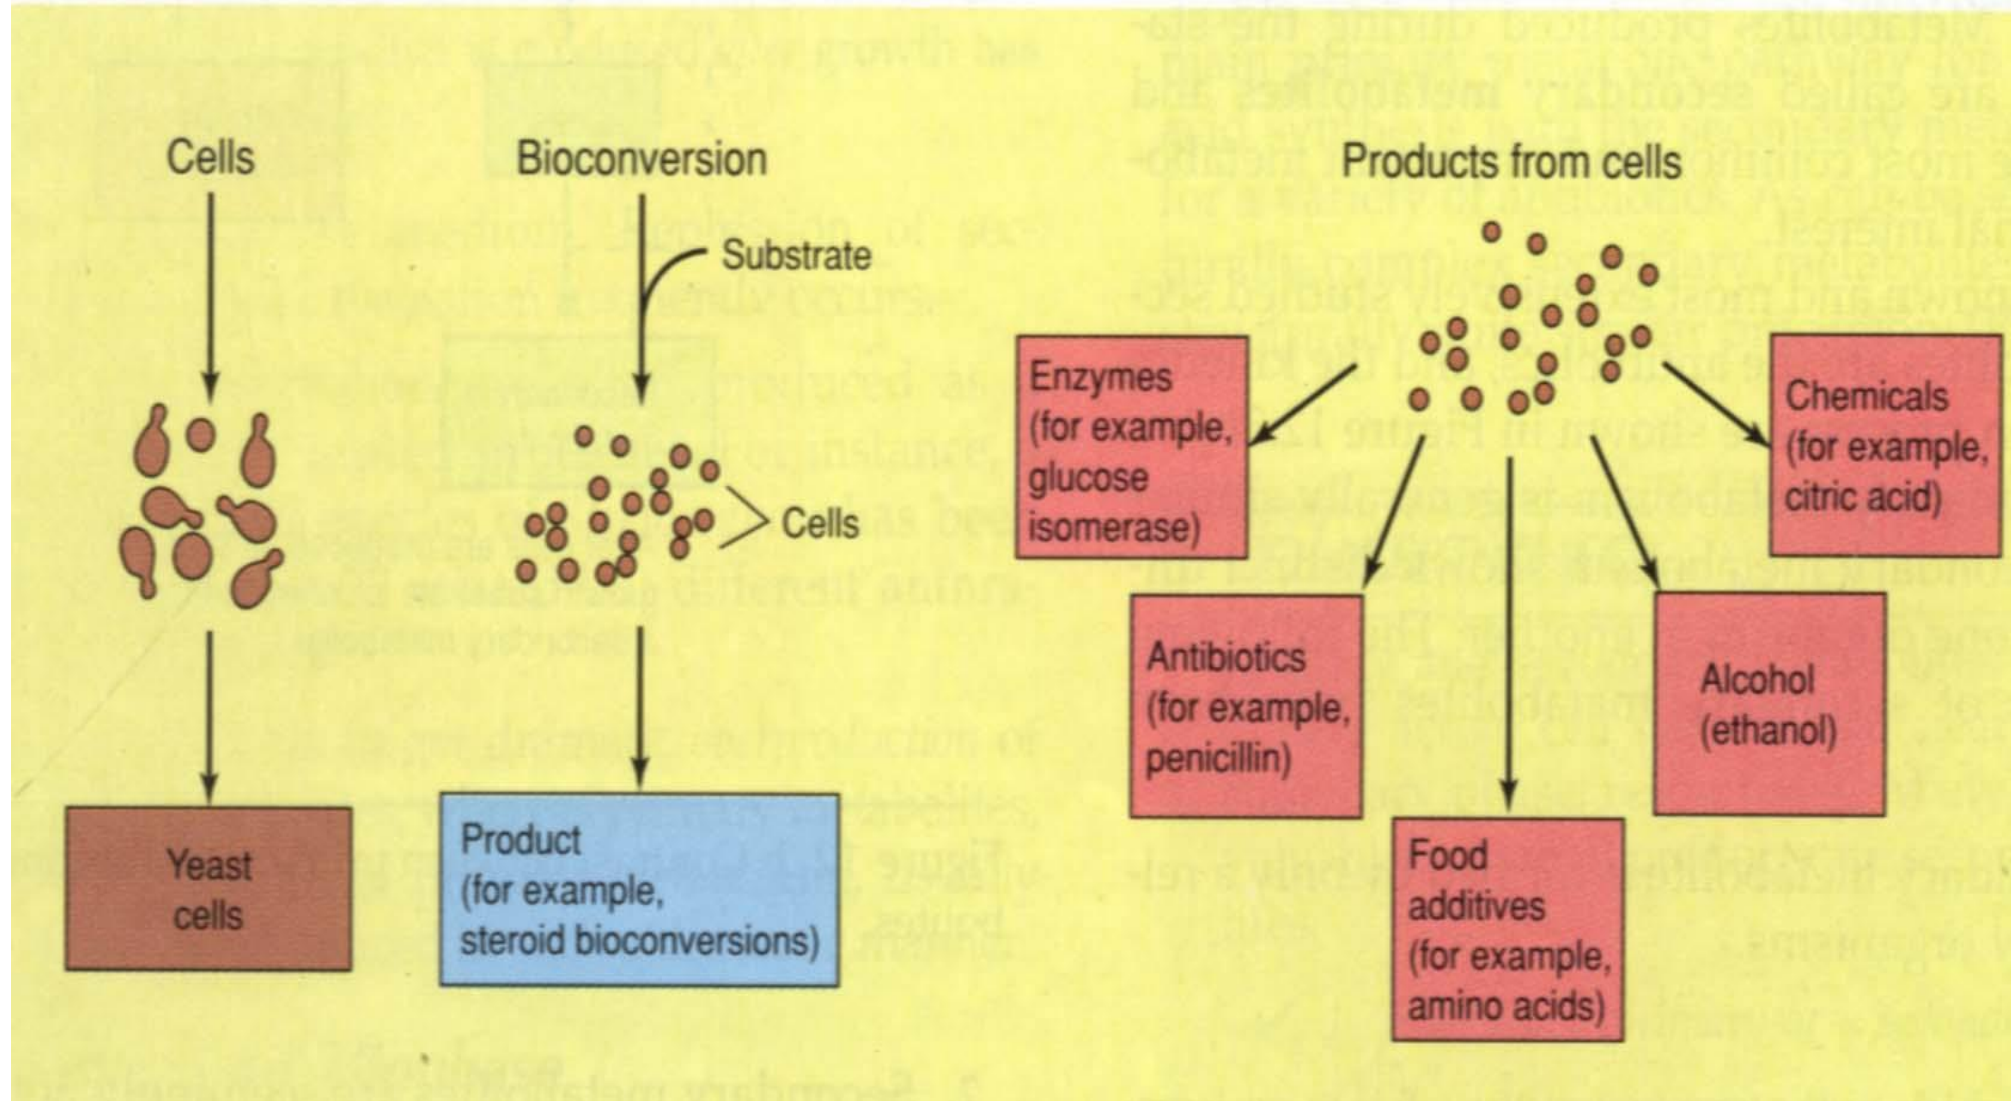 Cells
Bioconversion
Products from cells
Substrate
Cells
Enzymes
(for example,
glucose
isomerase)
Chemicals
(for example,
citric acid)
Antibiotics
(for example,
penicillin)
Alcohol
(ethanol)
Food
additives
(for example,
amino acids)
Yeast
cells
Product
(for example,
steroid bioconversions)